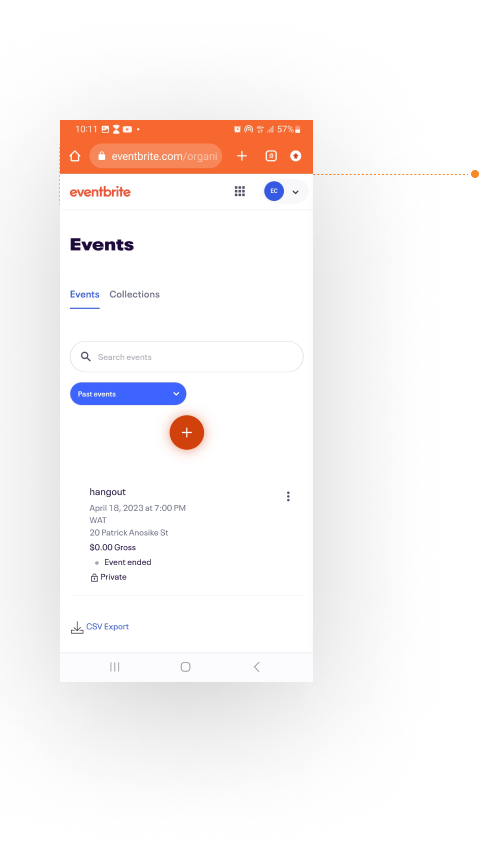 10:11
57%
eventbrite.com/organi
eventbrite
EC
Events
Events Collections
Search events
Past events
hangout
April 18, 2023 at 7:00 PM
WAT
20 Patrick Anosike St
$0.00 Gross
Event ended
Private
CSV Export